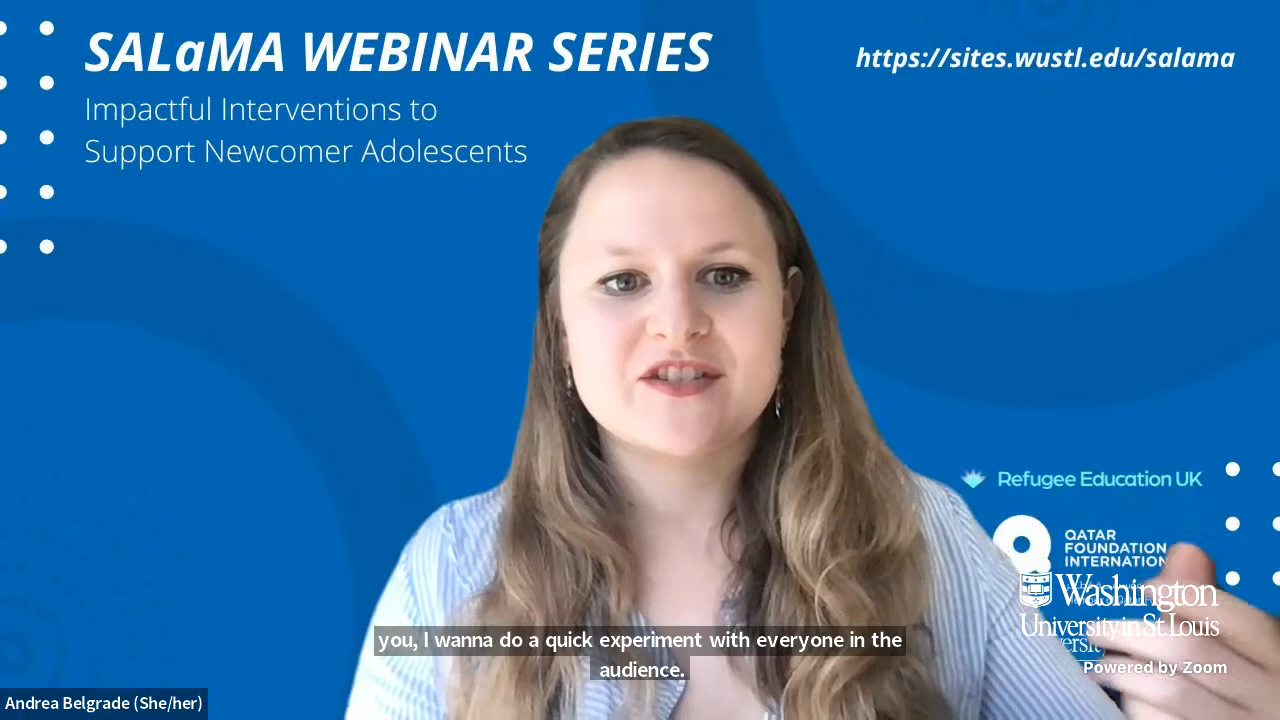 SALaMA WEBINAR SERIES
https://sites.wustl.edu/salama
Impactful Interventions to
Support Newcomer Adolescents
Refugee Education UK
QATAR
FOUNDATION
INTERNATION
Washington
University in St. Louis
you, I wanna do a quick experiment with everyone in the
audience.
Powered by Zoom
Andrea Belgrade (She/her)